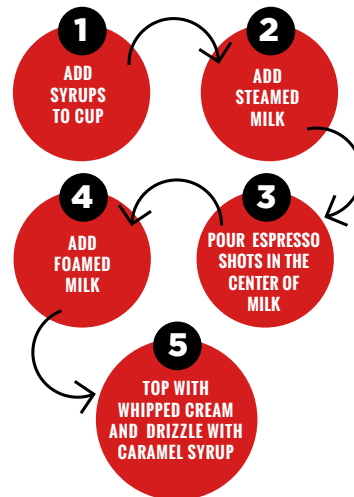 1
ADD
SYRUPS
TO CUP
2
ADD
STEAMED
MILK
3
POUR ESPRESSO
SHOTS IN THE
CENTER OF
MILK
4
ADD
FOAMED
MILK
5
TOP WITH
WHIPPED CREAM
AND DRIZZLE WITH
CARAMEL SYRUP